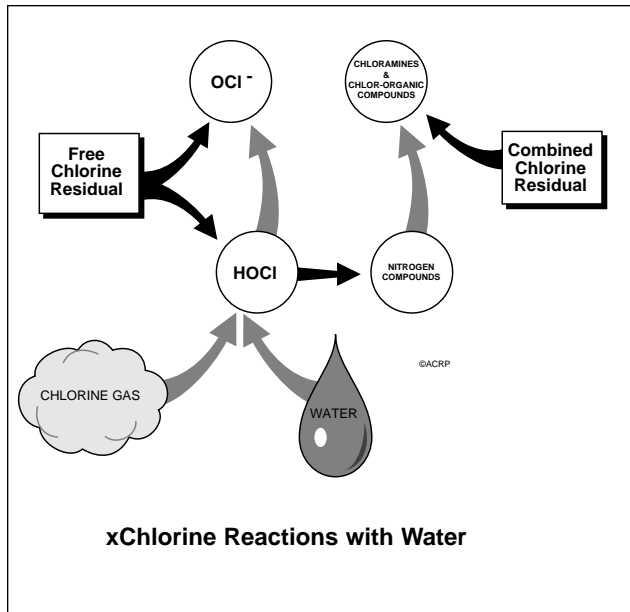 OCl -
CHLORAMINES
&
CHLOR-ORGANIC
COMPOUNDS
Free
Chlorine
Residual
Combined
Chlorine
Residual
HOCl
NITROGEN
COMPOUNDS
©ACRP
CHLORINE GAS
WATER
xChlorine Reactions with Water